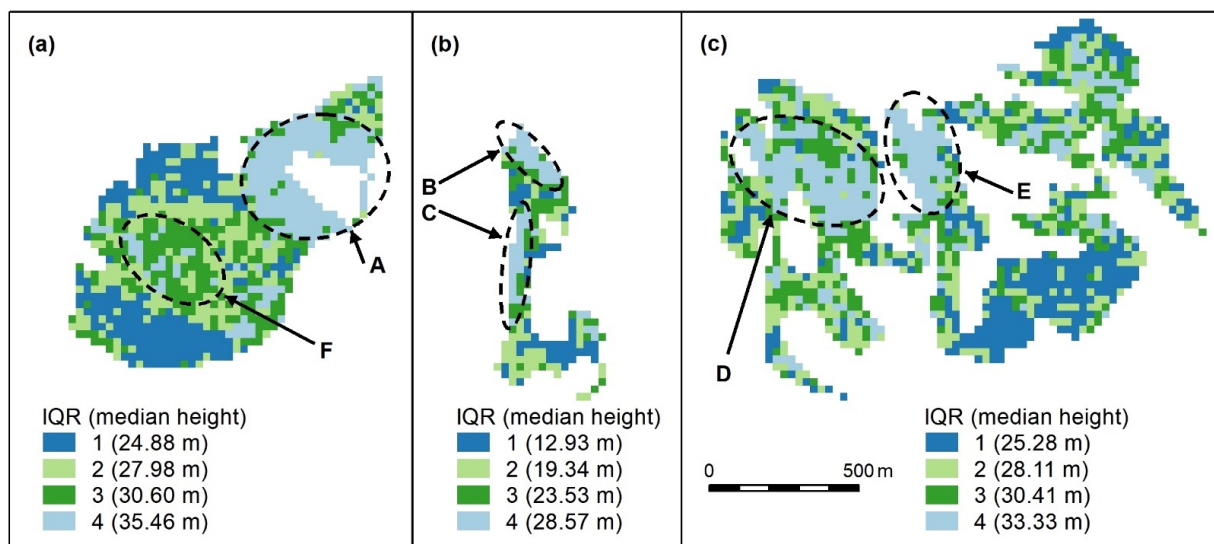 (a)
A
F
IQR (median height)
1 (24.88 m)
2 (27.98 m)
3 (30.60 m)
4 (35.46 m)
(b)
B
C
IQR (median height)
1 (12.93 m)
2 (19.34 m)
3 (23.53 m)
4 (28.57 m)
(c)
E
D
0 500 m
IQR (median height)
1 (25.28 m)
2 (28.11 m)
3 (30.41 m)
4 (33.33 m)